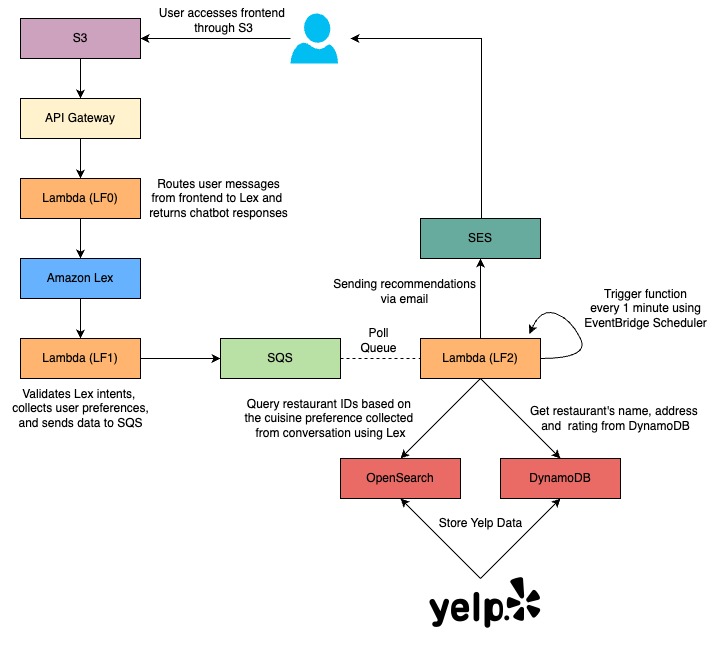 User accesses frontend
through S3
S3
API Gateway
Lambda (LF0)
Routes user messages
from frontend to Lex and
returns chatbot responses
Amazon Lex
Lambda (LF1)
Validates Lex intents,
collects user preferences,
and sends data to SQS
SQS
Poll
Queue
Lambda (LF2)
Trigger function
every 1 minute using
EventBridge Scheduler
Sending recommendations
via email
SES
Query restaurant IDs based on
the cuisine preference collected
from conversation using Lex
Get restaurant's name, address
and rating from DynamoDB
OpenSearch
DynamoDB
Store Yelp Data
yelp